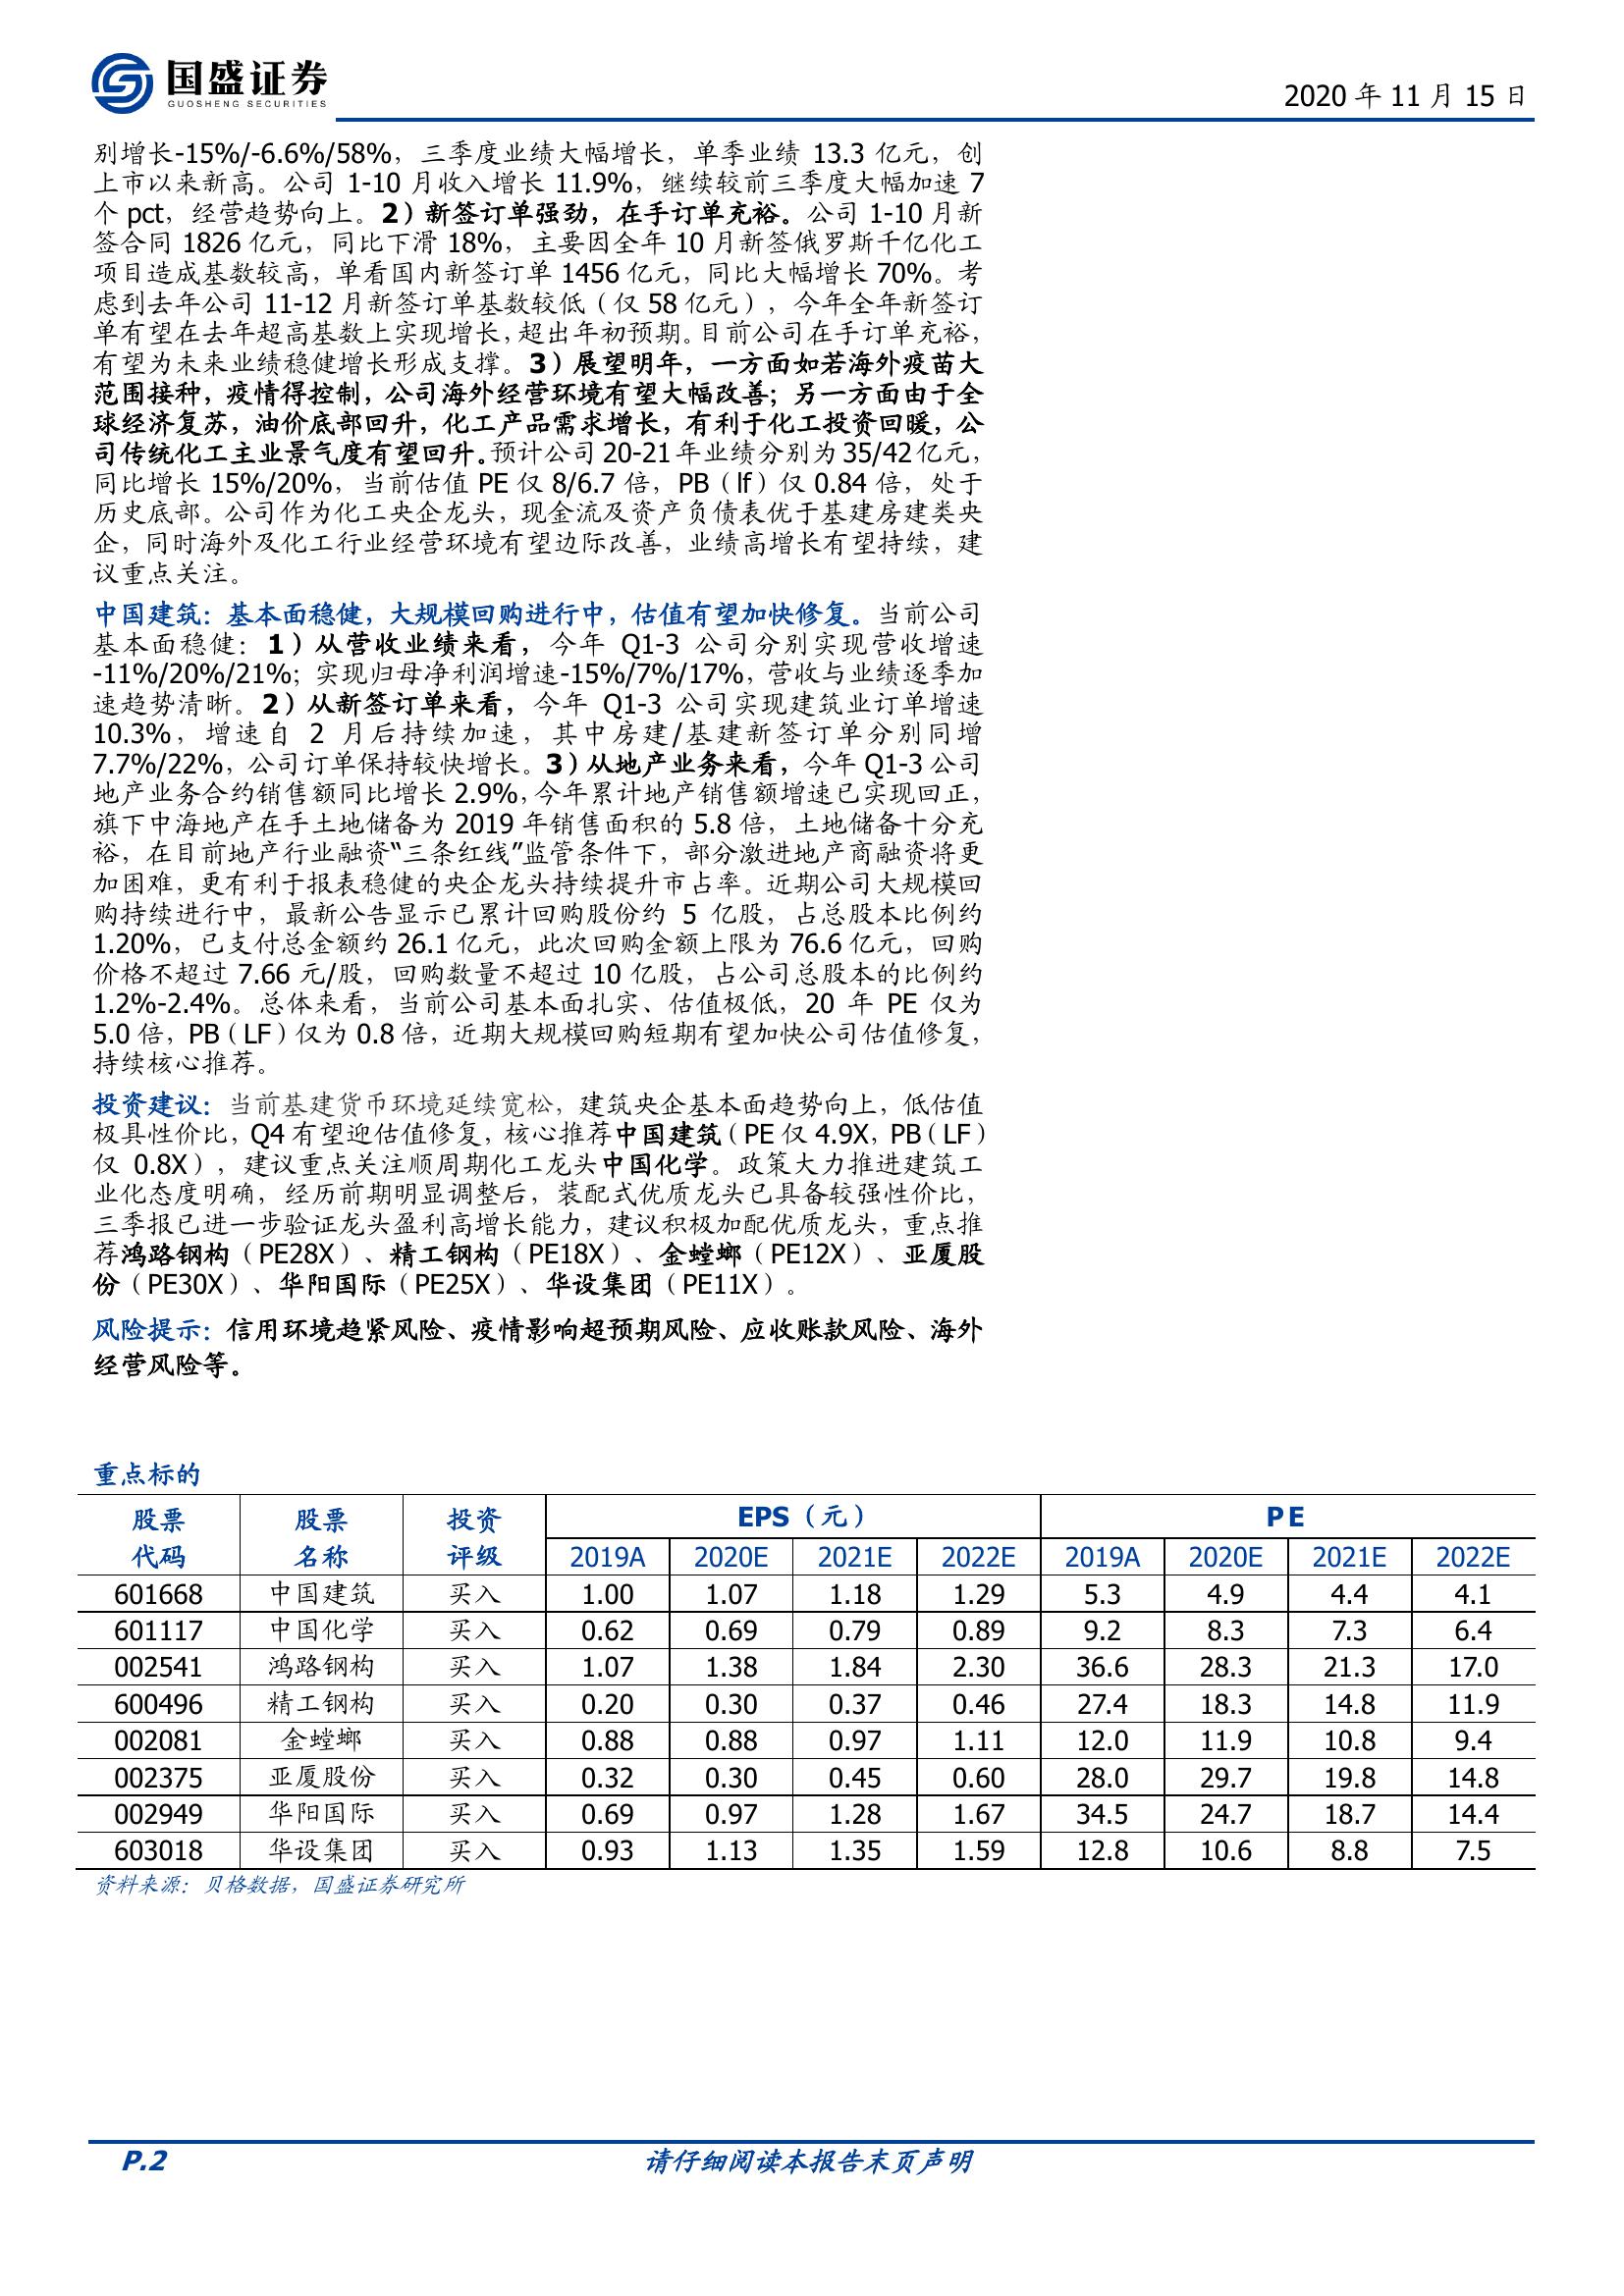 国盛证券
GUOSHENG SECURITIES
2020 年 11 月 15 日
别增长-15%/-6.6%/58%，三季度业绩大幅增长，单季业绩 13.3 亿元，创
上市以来新高。公司 1-10 月收入增长 11.9%，继续较前三季度大幅加速 7
个 pct，经营趋势向上。2）新签订单强劲，在手订单充裕。公司 1-10 月新
签合同 1826 亿元，同比下滑 18%，主要因全年 10 月新签俄罗斯千亿化工
项目造成基数较高，单看国内新签订单 1456 亿元，同比大幅增长 70%。考
虑到去年公司 11-12 月新签订单基数较低（仅 58 亿元），今年全年新签订
单有望在去年超高基数上实现增长，超出年初预期。目前公司在手订单充裕，
有望为未来业绩稳健增长形成支撑。3）展望明年，一方面如若海外疫苗大
范围接种，疫情得控制，公司海外经营环境有望大幅改善；另一方面由于全
球经济复苏，油价底部回升，化工产品需求增长，有利于化工投资回暖，公
司传统化工主业景气度有望回升。预计公司 20-21 年业绩分别为 35/42 亿元，
同比增长 15%/20%，当前估值 PE 仅 8/6.7 倍，PB（lf）仅 0.84 倍，处于
历史底部。公司作为化工央企龙头，现金流及资产负债表优于基建房建类央
企，同时海外及化工行业经营环境有望边际改善，业绩高增长有望持续，建
议重点关注。
中国建筑：基本面稳健，大规模回购进行中，估值有望加快修复。当前公司
基本面稳健：1）从营收业绩来看，今年 Q1-3 公司分别实现营收增速
-11%/20%/21%；实现归母净利润增速-15%/7%/17%，营收与业绩逐季加
速趋势清晰。2）从新签订单来看，今年 Q1-3 公司实现建筑业订单增速
10.3%，增速自 2 月后持续加速，其中房建/基建新签订单分别同增
7.7%/22%，公司订单保持较快增长。3）从地产业务来看，今年 Q1-3 公司
地产业务合约销售额同比增长 2.9%，今年累计地产销售额增速已实现回正，
旗下中海地产在手土地储备为 2019 年销售面积的 5.8 倍，土地储备十分充
裕，在目前地产行业融资“三条红线”监管条件下，部分激进地产商融资将更
加困难，更有利于报表稳健的央企龙头持续提升市占率。近期公司大规模回
购持续进行中，最新公告显示已累计回购股份约 5 亿股，占总股本比例约
1.20%，已支付总金额约 26.1 亿元，此次回购金额上限为 76.6 亿元，回购
价格不超过 7.66 元/股，回购数量不超过 10 亿股，占公司总股本的比例约
1.2%-2.4%。总体来看，当前公司基本面扎实、估值极低，20 年 PE 仅为
5.0 倍，PB（LF）仅为 0.8 倍，近期大规模回购短期有望加快公司估值修复，
持续核心推荐。
投资建议：当前基建货币环境延续宽松，建筑央企基本面趋势向上，低估值
极具性价比，Q4 有望迎估值修复，核心推荐中国建筑（PE 仅 4.9X，PB（LF）
仅 0.8X），建议重点关注顺周期化工龙头中国化学。政策大力推进建筑工
业化态度明确，经历前期明显调整后，装配式优质龙头已具备较强性价比，
三季报已进一步验证龙头盈利高增长能力，建议积极加配优质龙头，重点推
荐鸿路钢构（PE28X）、精工钢构（PE18X）、金螳螂（PE12X）、亚厦股
份（PE30X）、华阳国际（PE25X）、华设集团（PE11X）。
风险提示：信用环境趋紧风险、疫情影响超预期风险、应收账款风险、海外
经营风险等。
重点标的
股票 股票 投资 EPS（元） P E
代码 名称 评级 2019A 2020E 2021E 2022E 2019A 2020E 2021E 2022E
601668 中国建筑 买入 1.00 1.07 1.18 1.29 5.3 4.9 4.4 4.1
601117 中国化学 买入 0.62 0.69 0.79 0.89 9.2 8.3 7.3 6.4
002541 鸿路钢构 买入 1.07 1.38 1.84 2.30 36.6 28.3 21.3 17.0
600496 精工钢构 买入 0.20 0.30 0.37 0.46 27.4 18.3 14.8 11.9
002081 金螳螂 买入 0.88 0.88 0.97 1.11 12.0 11.9 10.8 9.4
002375 亚厦股份 买入 0.32 0.30 0.45 0.60 28.0 29.7 19.8 14.8
002949 华阳国际 买入 0.69 0.97 1.28 1.67 34.5 24.7 18.7 14.4
603018 华设集团 买入 0.93 1.13 1.35 1.59 12.8 10.6 8.8 7.5
资料来源：贝格数据，国盛证券研究所
P.2 请仔细阅读本报告末页声明